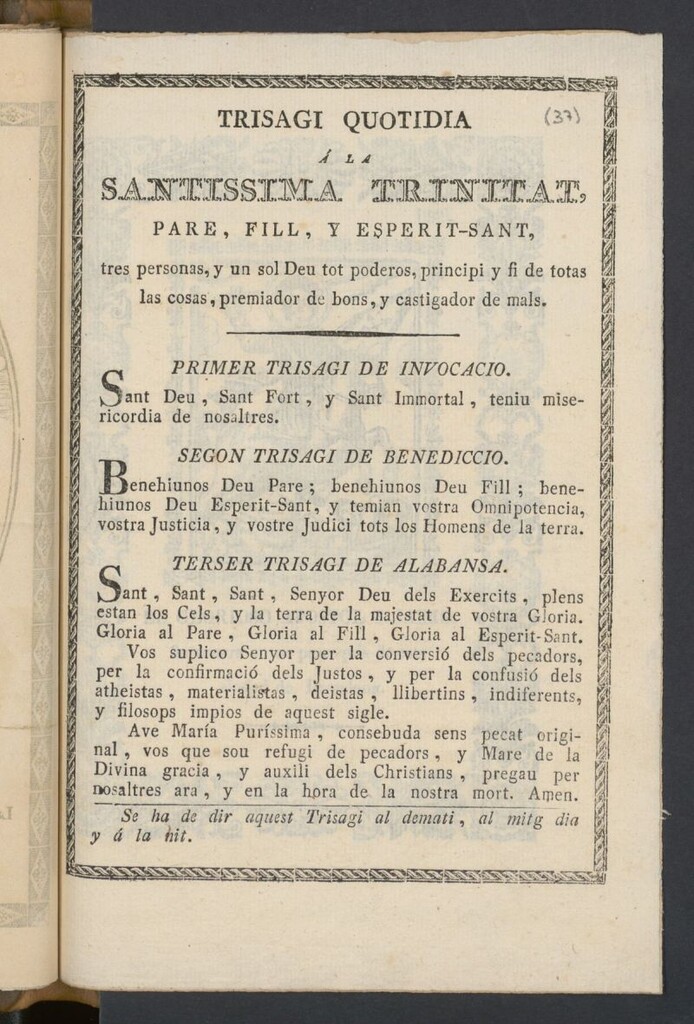 TRISAGI QUOTIDIA
(37)
Á LA
SANTISSIMA TRINITAT,
PARE, FILL, Y ESPERIT-SANT,
tres personas, y un sol Deu tot poderos, principi y fi de totas
las cosas, premiador de bons, y castigador de mals.
PRIMER TRISAGI DE INVOCACIO.
Sant Deu, Sant Fort, y Sant Immortal, teniu mise-
ricordia de nosaltres.
SEGON TRISAGI DE BENEDICCIO.
Benehiunos Deu Pare; benehiunos Deu Fill; bene-
hiunos Deu Esperit-Sant, y temian vostra Omnipotencia,
vostra Justicia, y vostre Judici tots los Homens de la terra.
TERSER TRISAGI DE ALABANSA.
Sant, Sant, Sant, Senyor Deu dels Exercits, plens
estan los Cels, y la terra de la majestat de vostra Gloria.
Gloria al Pare, Gloria al Fill, Gloria al Esperit-Sant.
Vos suplico Senyor per la conversió dels pecadors,
per la confirmació dels Justos, y per la confusió dels
atheistas, materialistas, deistas, llibertins, indiferents,
y filosops impios de aquest sigle.
Ave María Puríssima, consebuda sens pecat origi-
nal, vos que sou refugi de pecadors, y Mare de la
Divina gracia, y auxili dels Christians, pregau per
nosaltres ara, y en la hora de la nostra mort. Amen.
Se ha de dir aquest Trisagi al demati, al mitg dia
y á la nit.